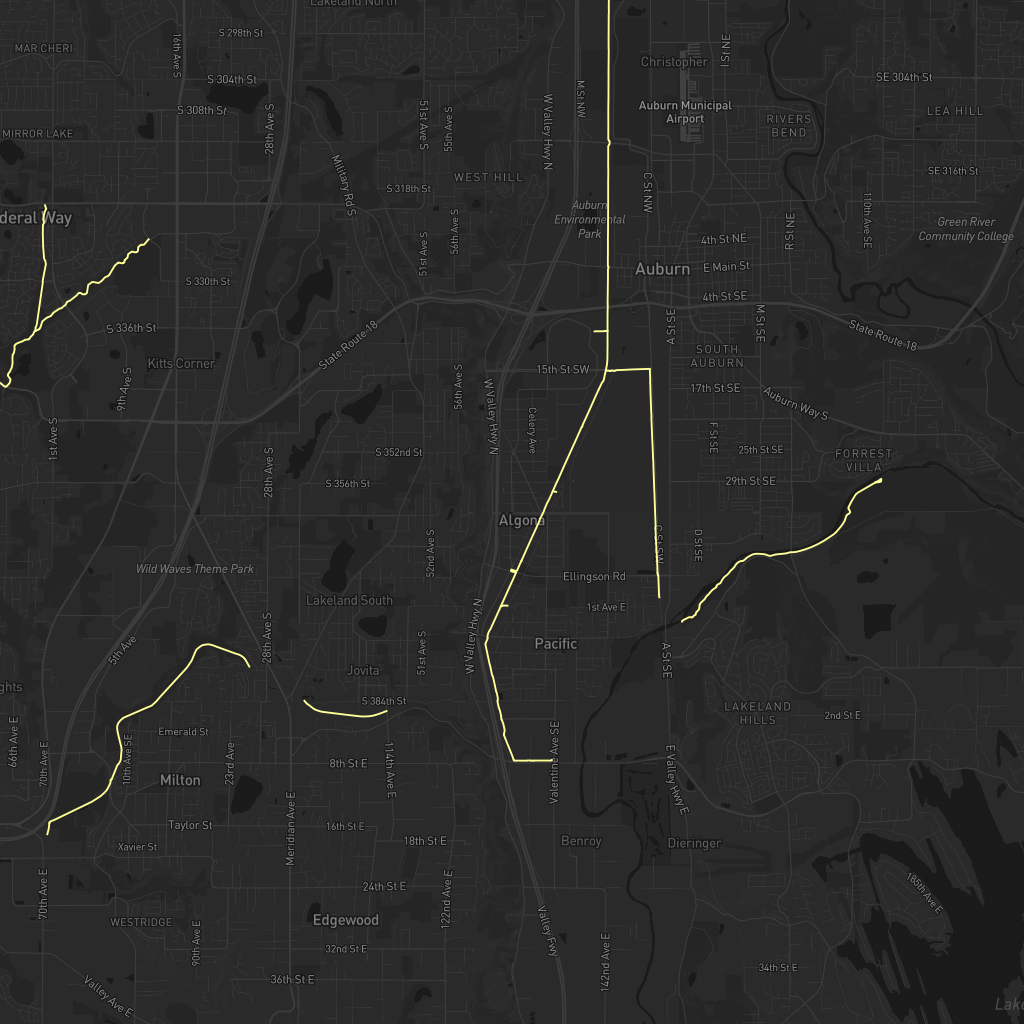 Lakeland North
S 298th St
I St NE
MAR CHERI
16th Ave S
Christopher
S 304th St
SE 304th St
M St NW
W Valley Hwy N
51st Ave S
55th Ave S
28th Ave S
S 308th St
Auburn Municipal
Airport
LEA HILL
RIVERS
BEND
MIRROR LAKE
Military Rd S
SE 316th St
WEST HILL
S 318th St
C St NW
110th Ave SE
deral Way
Auburn
Environmental
Park
56th Ave S
R St NE
Green River
Community College
4th St NE
51st Ave S
Auburn
E Main St
S 330th St
4th St SE
S 336th St
State Route 18
A St SE
M St SE
State Route 18
SOUTH
AUBURN
Kitts Corner
15th St SW
9th Ave S
56th Ave S
W Valley Hwy N
17th St SE
Auburn Way S
1st Ave S
Celery Ave
F St SE
28th Ave S
S 352nd St
25th St SE
FORREST
VILLA
S 356th St
29th St SE
Algona
52nd Ave S
C St SW
D St SE
Wild Waves Theme Park
Ellingson Rd
Lakeland South
1st Ave E
5th Ave
28th Ave S
51st Ave S
W Valley Hwy N
Pacific
A St SE
Jovita
ghts
S 384th St
LAKELAND
HILLS
2nd St E
66th Ave E
70th Ave E
Emerald St
10th Ave SE
23rd Ave
8th St E
114th Ave E
Valentine Ave SE
E Valley Hwy E
Milton
Meridian Ave E
Taylor St
16th St E
18th St E
Benroy
Dieringer
Xavier St
70th Ave E
24th St E
122nd Ave E
185th Ave E
WESTRIDGE
90th Ave E
Edgewood
Valley Fwy
32nd St E
142nd Ave E
36th St E
34th St E
Valley Ave E
Lake